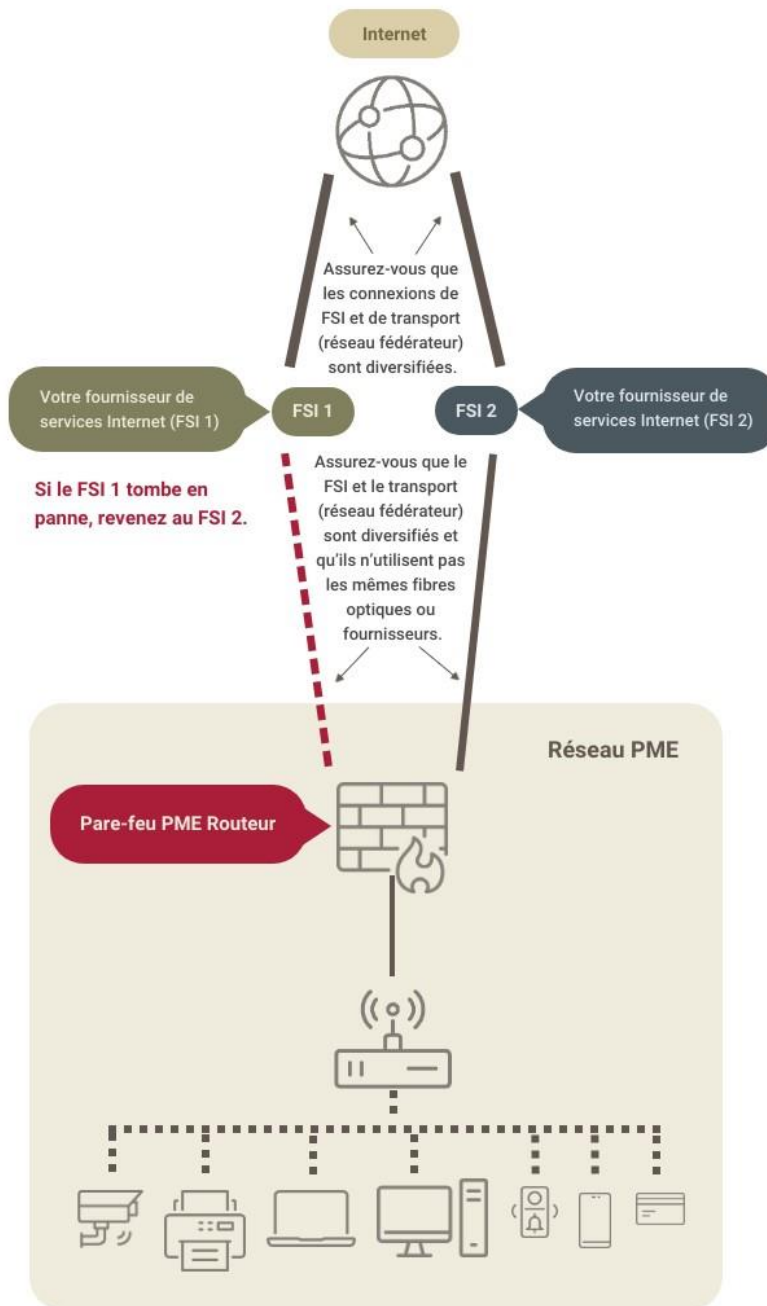 Internet
Assurez-vous que
les connexions de
FSI et de transport
(réseau fédérateur)
sont diversifiées.
Votre fournisseur de
services Internet (FSI 1)
FSI 1
FSI 2
Votre fournisseur de
services Internet (FSI 2)
Si le FSI 1 tombe en
panne, revenez au FSI 2.
Assurez-vous que le
FSI et le transport
(réseau fédérateur)
sont diversifiés et
qu'ils n'utilisent pas
les mêmes fibres
optiques ou
fournisseurs.
Réseau PME
Pare-feu PME Routeur